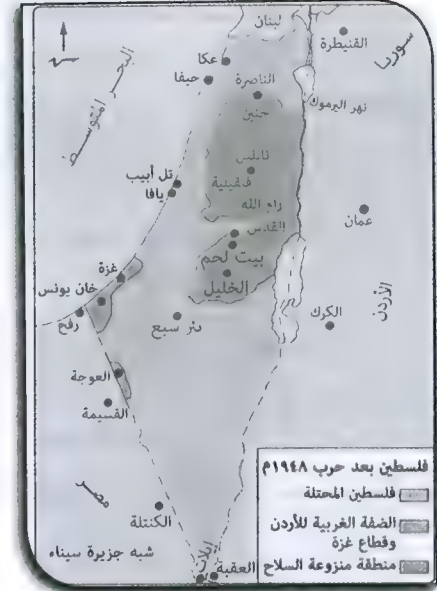 لبنان
سوريا
القنيطرة
البحر المتوسط
عكا
حيفا
الناصرة
نهر اليرموك
جنين
نابلس
تل أبيب
يافا
رام الله
القدس
عمان
بيت لحم
الخليل
غزة
خان يونس
رفح
بئر سبع
الكرك
الأردن
العوجة
القسيمة
مصر
الكنتلة
شبه جزيرة سيناء
إيلات
العقبة
فلسطين بعد حرب ١٩٤٨م
فلسطين المحتلة
الضفة الغربية للأردن
وقطاع غزة
منطقة منزوعة السلاح